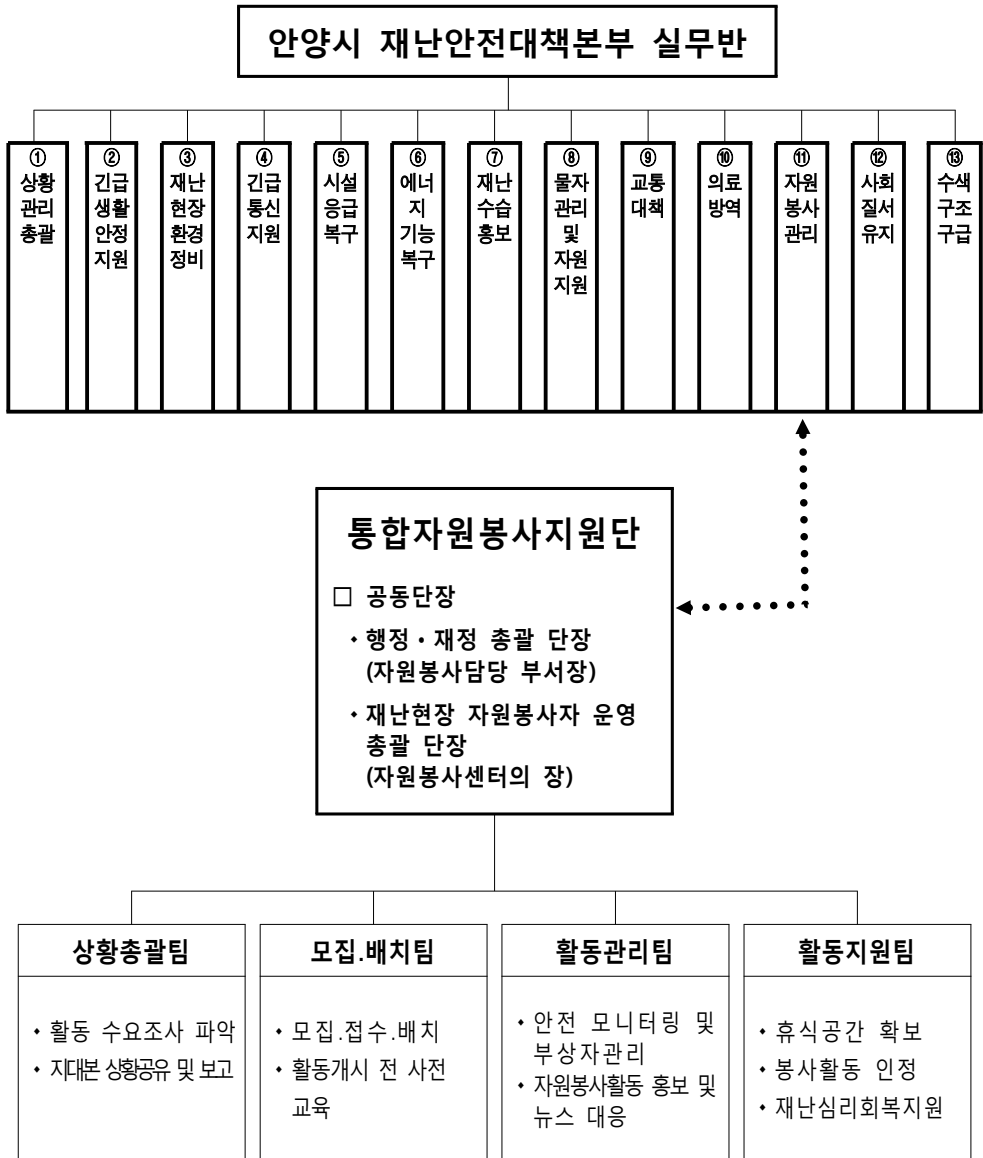 안양시 재난안전대책본부 실무반
①
상황
관리
총괄
②
긴급
생활
안정
지원
③
재난
현장
환경
정비
④
긴급
통신
지원
⑤
시설
응급
복구
⑥
에너
지
기능
복구
⑦
재난
수습
홍보
⑧
물자
관리
및
자원
지원
⑨
교통
대책
⑩
의료
방역
⑪
자원
봉사
관리
⑫
사회
질서
유지
⑬
수색
구조
구급
통합자원봉사지원단
□ 공동단장
・행정・재정 총괄 단장
(자원봉사담당 부서장)
・재난현장 자원봉사자 운영
총괄 단장
(자원봉사센터의 장)
상황총괄팀
・활동 수요조사 파악
・지대본 상황공유 및 보고
모집.배치팀
・모집.접수.배치
・활동개시 전 사전
교육
활동관리팀
・안전 모니터링 및
부상자관리
・자원봉사활동 홍보 및
뉴스 대응
활동지원팀
・휴식공간 확보
・봉사활동 인정
・재난심리회복지원